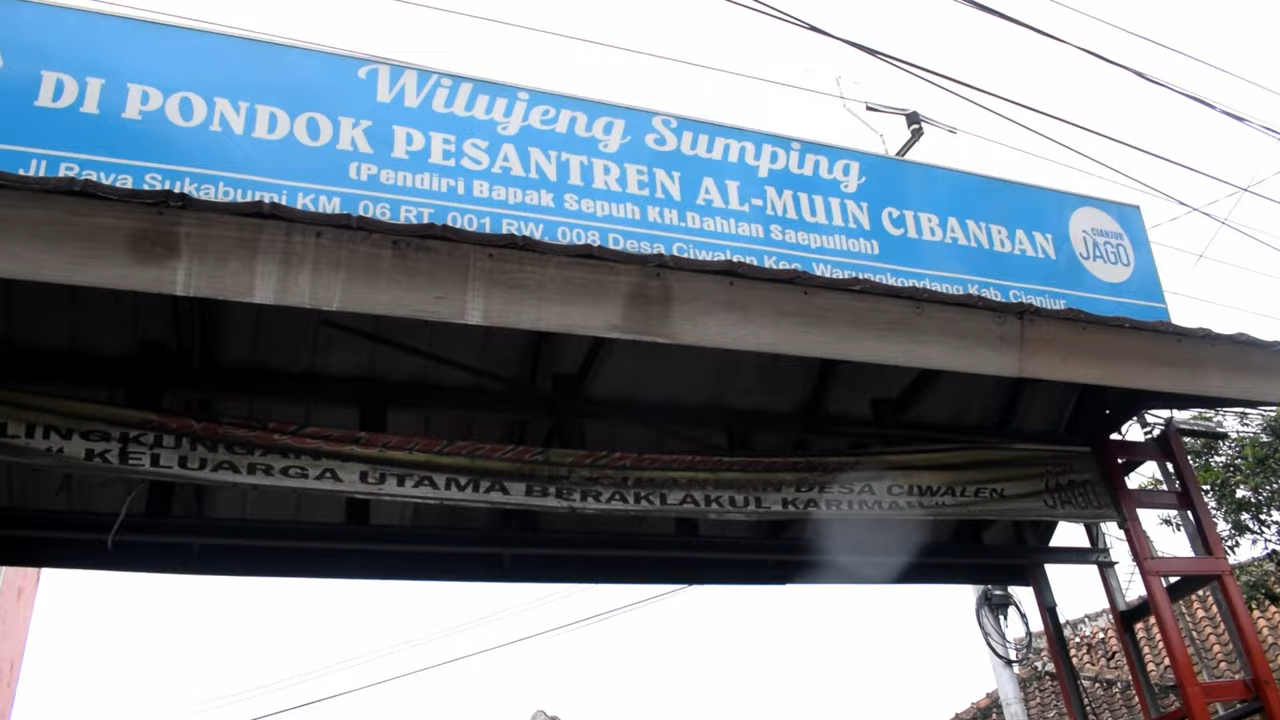 Wilujeng Sumping
DI PONDOK PESANTREN AL-MUIN CIBANBAN
(Pendiri Bapak Sepuh KH.Dahlan Saepulloh)
Jl Raya Sukabumi KM. 06 RT. 001 RW. 008 Desa Ciwalen Kec. Warungkondang Kab. Cianjur
CIANJUR
JAGO
LINGKUNGAN DESA CIWALEN
" KELUARGA UTAMA BERAKLAKUL KARIMAH"
JAGO